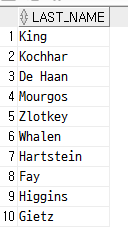 LAST_NAME
1 King
2 Kochhar
3 De Haan
4 Mourgos
5 Zlotkey
6 Whalen
7 Hartstein
8 Fay
9 Higgins
10 Gietz